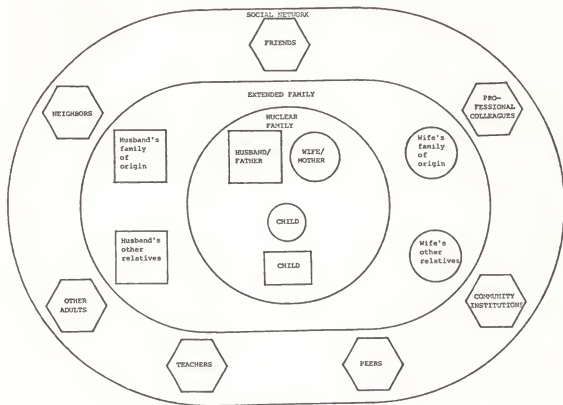 SOCIAL NETWORK
FRIENDS
NEIGHBORS
PRO-
FESSIONAL
COLLEAGUES
EXTENDED FAMILY
NUCLEAR
FAMILY
Husband's
family
of
origin
HUSBAND/
FATHER
WIFE/
MOTHER
Wife's
family
of
origin
CHILD
Husband's
other
relatives
CHILD
Wife's
other
relatives
OTHER
ADULTS
COMMUNITY
INSTITUTIONS
TEACHERS
PEERS